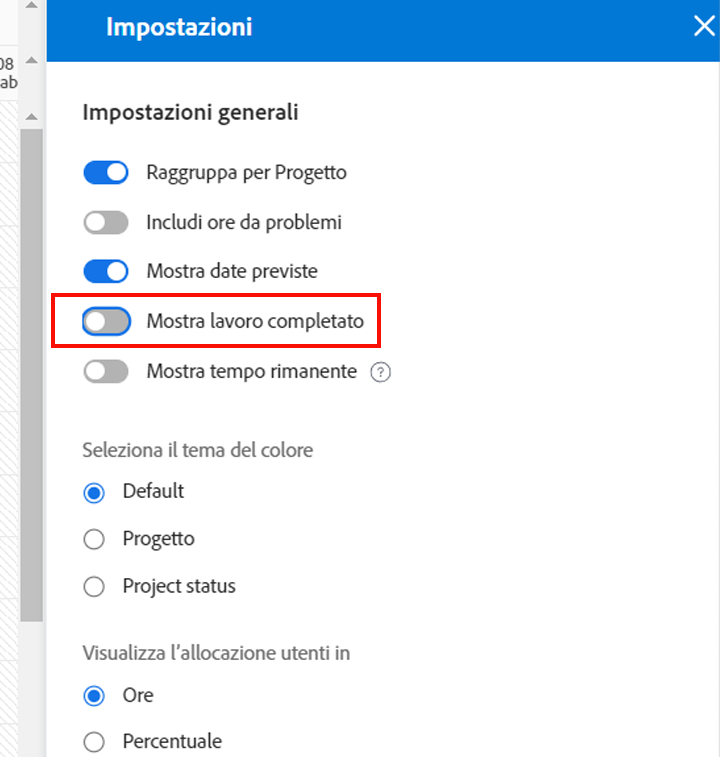 Impostazioni
08
ab
Impostazioni generali
Raggruppa per Progetto
Includi ore da problemi
Mostra date previste
Mostra lavoro completato
Mostra tempo rimanente ?
Seleziona il tema del colore
Default
Progetto
Project status
Visualizza l'allocazione utenti in
Ore
Percentuale